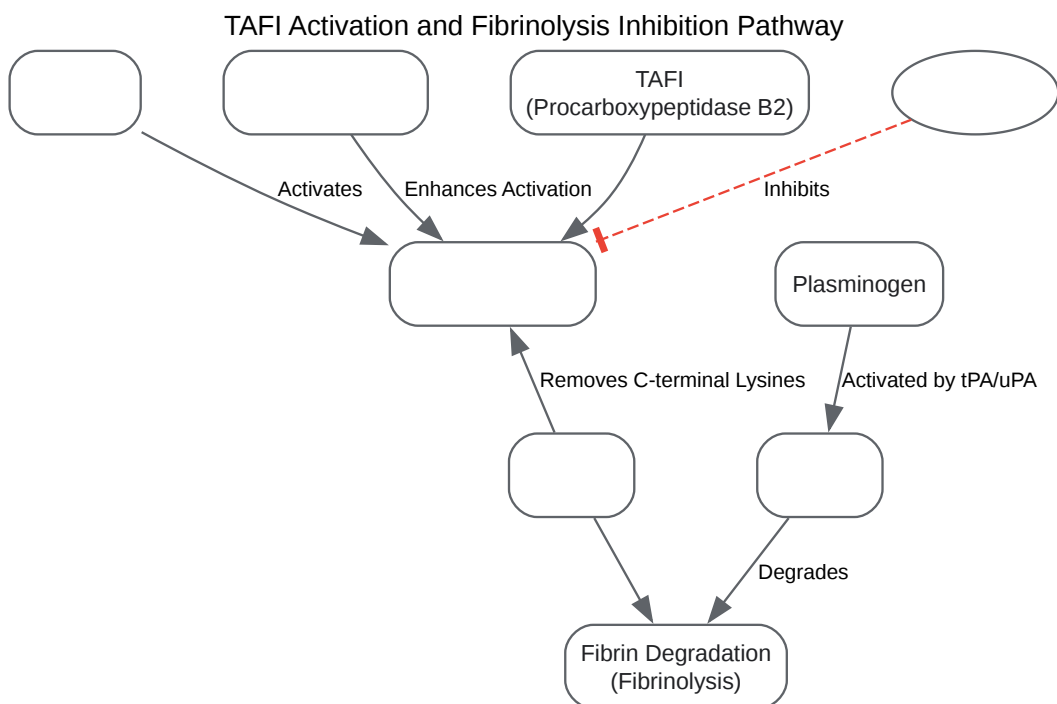 TAFI Activation and Fibrinolysis Inhibition Pathway
TAFI
(Procarboxypeptidase B2)
Activates
Enhances Activation
Inhibits
Plasminogen
Removes C-terminal Lysines
Activated by tPA/uPA
Degrades
Fibrin Degradation
(Fibrinolysis)